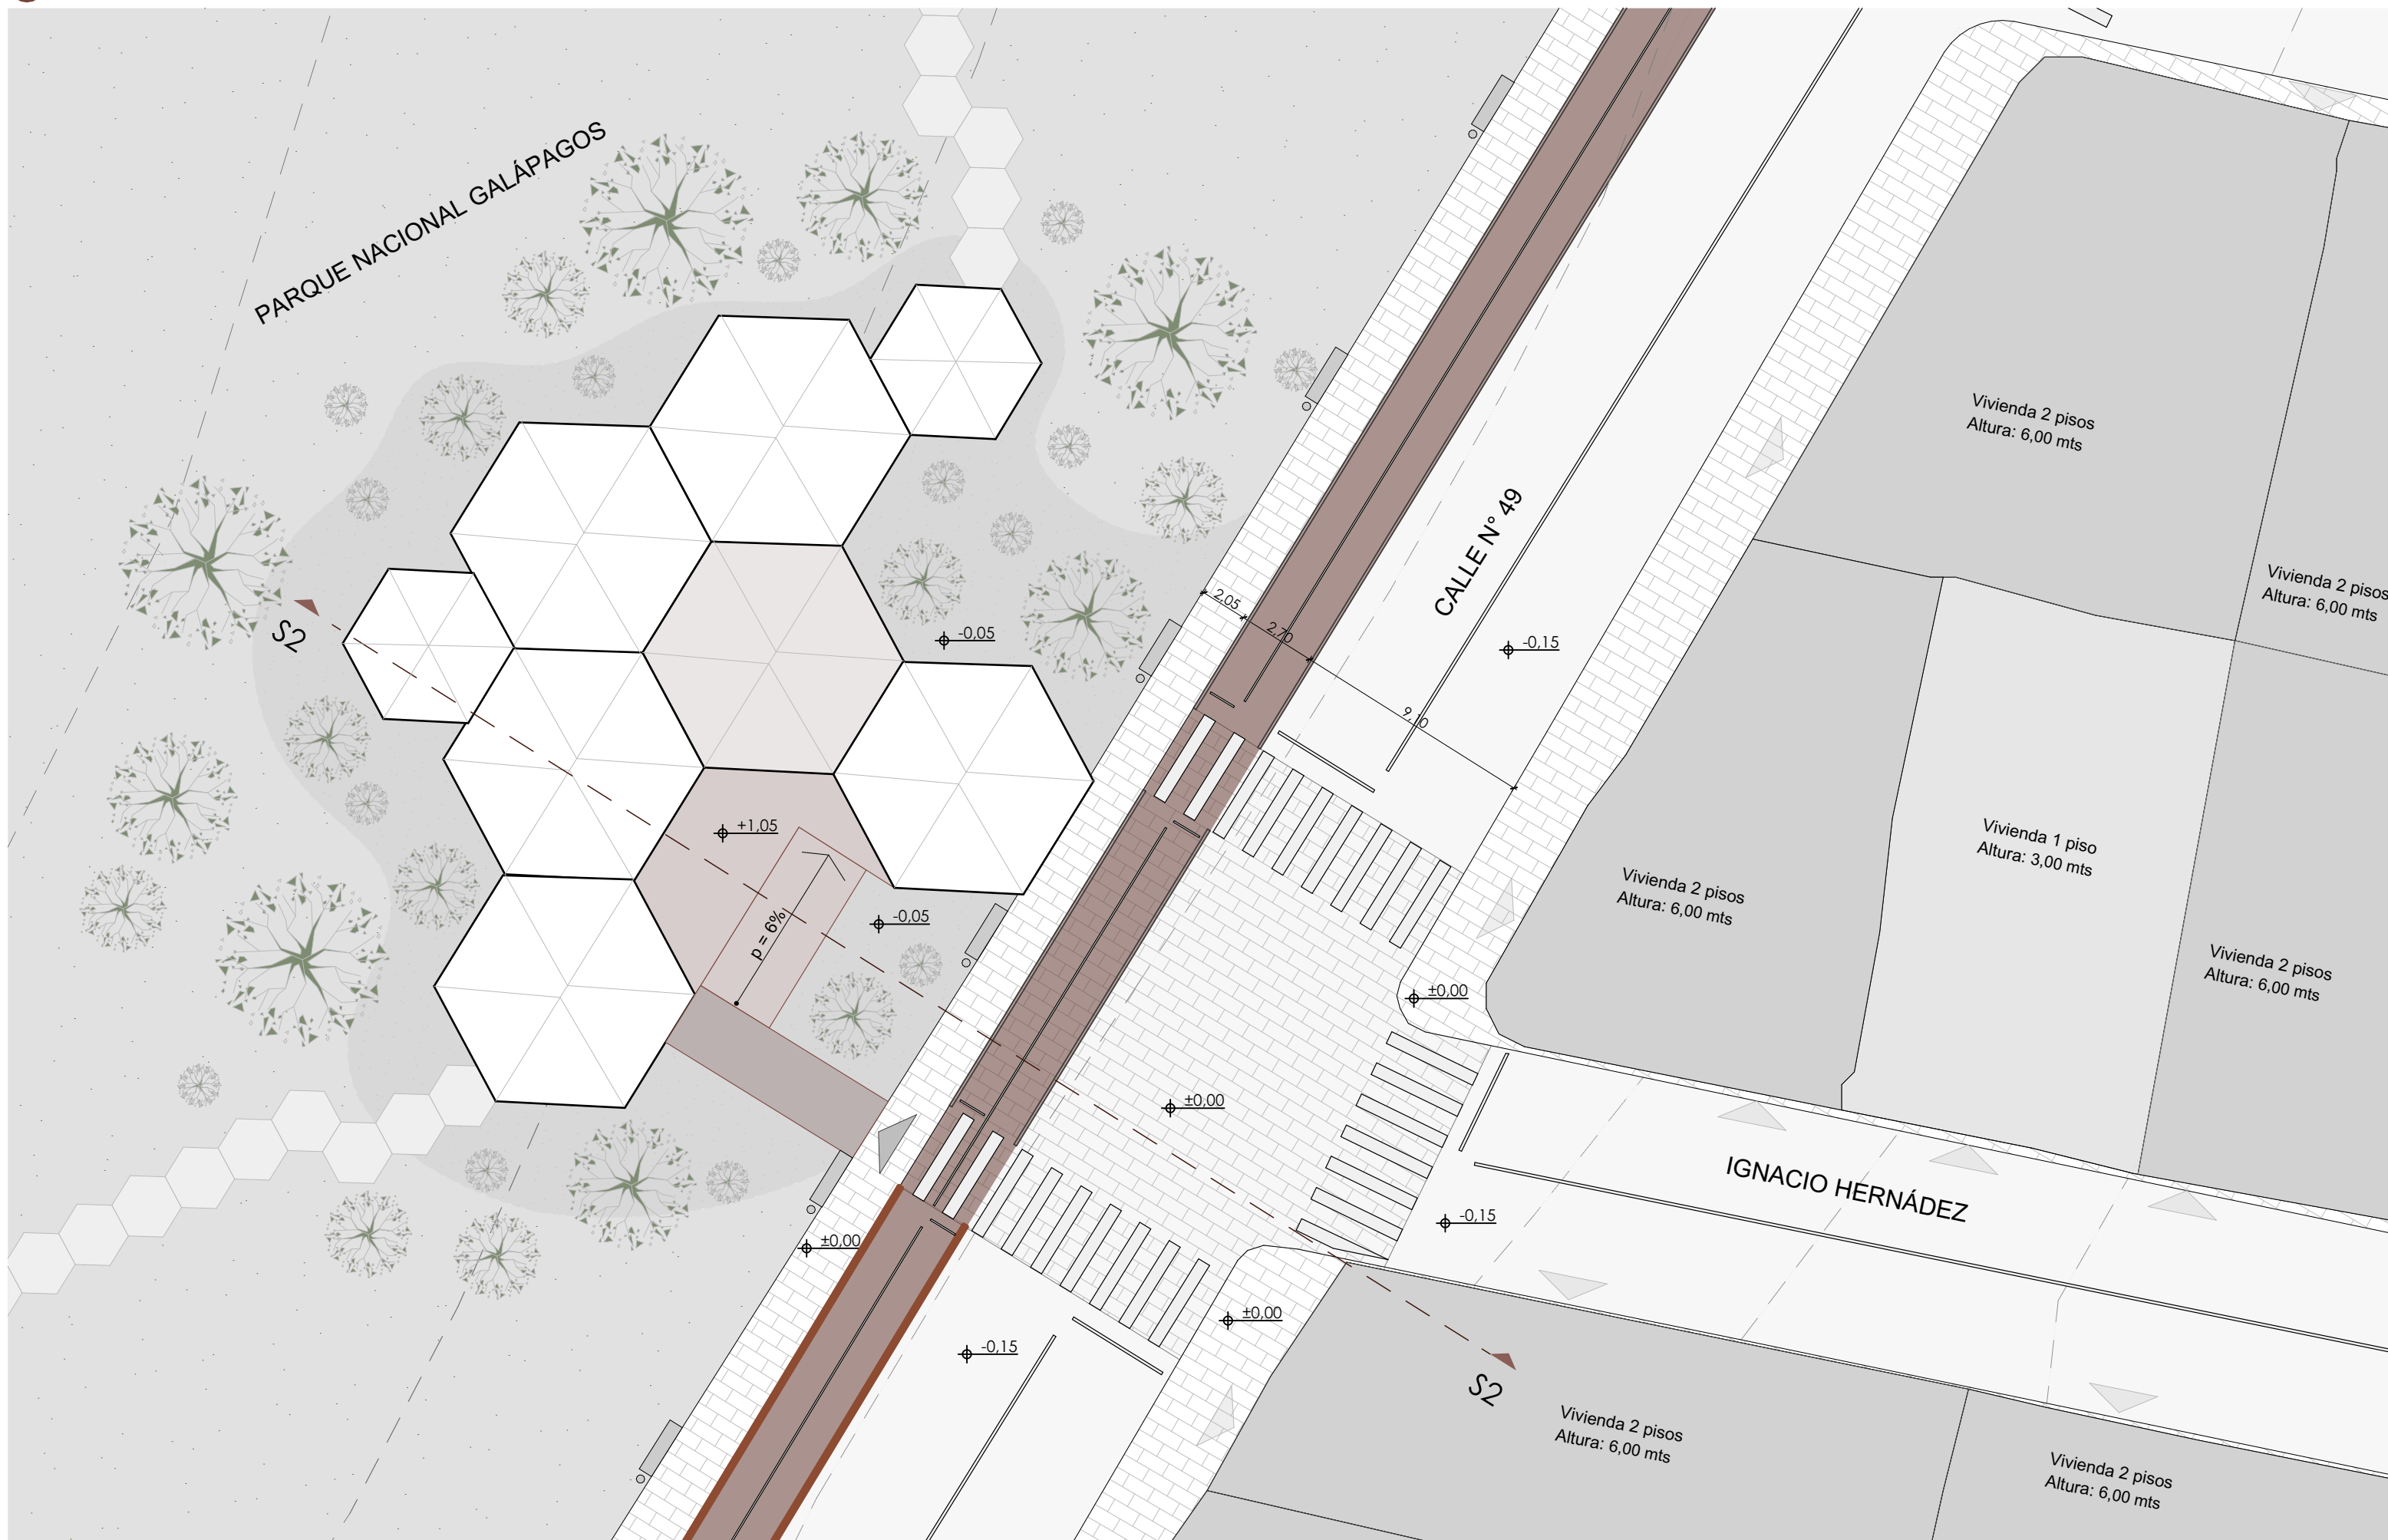 PARQUE NACIONAL GALÁPAGOS
Vivienda 2 pisos
Altura: 6,00 mts
CALLE N° 49
Vivienda 2 pisos
Altura: 6,00 mts
2,05
2,70
S2
-0,05
-0,15
9,10
+1,05
Vivienda 1 piso
Altura: 3,00 mts
Vivienda 2 pisos
Altura: 6,00 mts
p = 6%
-0,05
Vivienda 2 pisos
Altura: 6,00 mts
±0,00
±0,00
IGNACIO HERNÁDEZ
-0,15
±0,00
±0,00
-0,15
S2
Vivienda 2 pisos
Altura: 6,00 mts
Vivienda 2 pisos
Altura: 6,00 mts